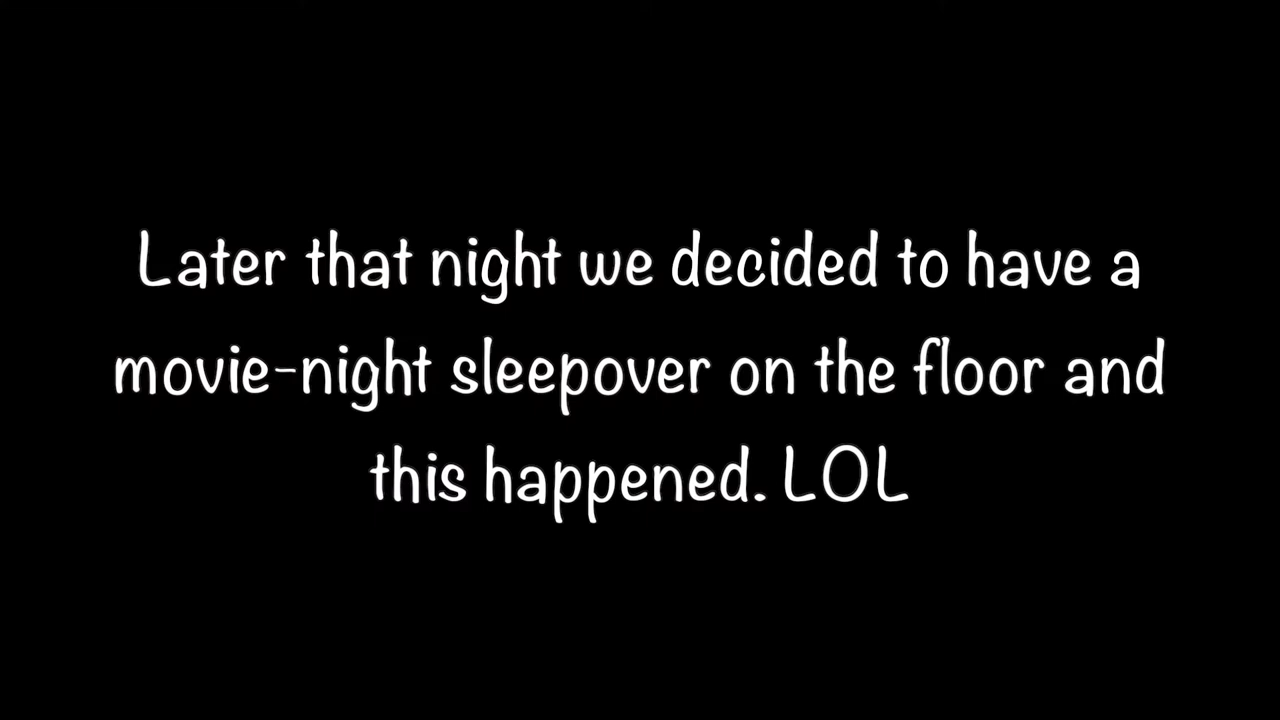 Later that night we decided to have a
movie-night sleepover on the floor and
this happened. LOL